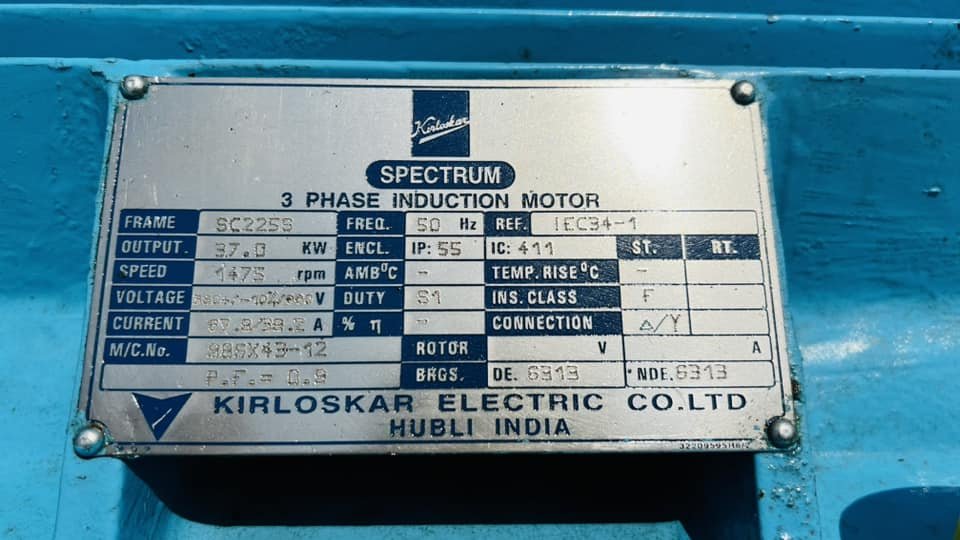 Kirloskar
SPECTRUM
3 PHASE INDUCTION MOTOR
FRAME SC225S FREQ. 50 Hz REF. IEC34-1
OUTPUT. 37.0 KW ENCL. IP: 55 IC: 411 ST. RT.
SPEED 1475 rpm AMB°C - TEMP. RISE°C -
VOLTAGE V DUTY S1 INS. CLASS F
CURRENT A % η - CONNECTION △/Y
M/C.No. ROTOR V A
P.F.= 0.9 BRGS. DE. 6313 NDE. 6313
KIRLOSKAR ELECTRIC CO.LTD
HUBLI INDIA